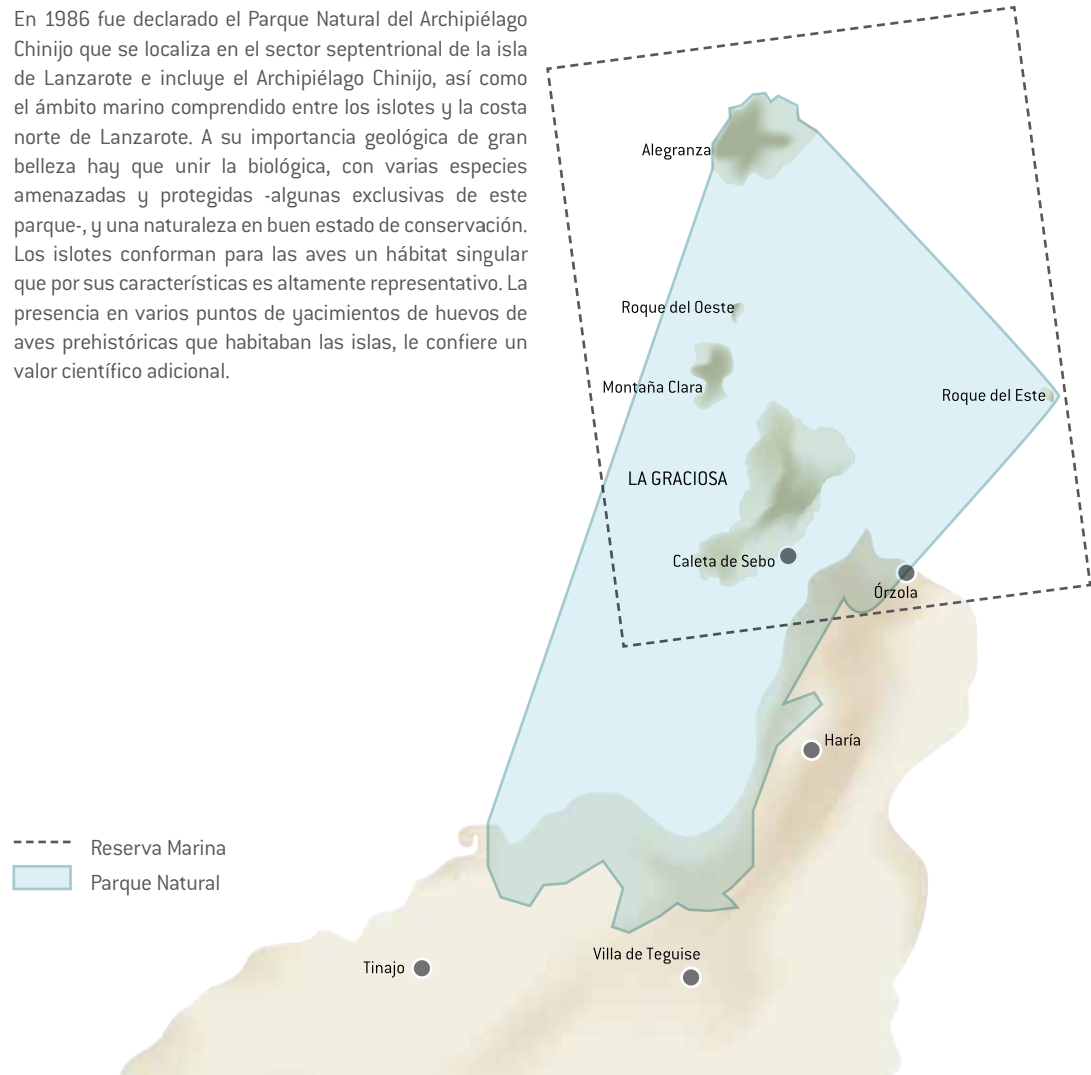 En 1986 fue declarado el Parque Natural del Archipiélago
Chinijo que se localiza en el sector septentrional de la isla
de Lanzarote e incluye el Archipiélago Chinijo, así como
el ámbito marino comprendido entre los islotes y la costa
norte de Lanzarote. A su importancia geológica de gran
belleza hay que unir la biológica, con varias especies
amenazadas y protegidas -algunas exclusivas de este
parque-, y una naturaleza en buen estado de conservación.
Los islotes conforman para las aves un hábitat singular
que por sus características es altamente representativo. La
presencia en varios puntos de yacimientos de huevos de
aves prehistóricas que habitaban las islas, le confiere un
valor científico adicional.
Alegranza
Roque del Oeste
Montaña Clara
Roque del Este
LA GRACIOSA
Caleta de Sebo
Órzola
Haría
Reserva Marina
Parque Natural
Villa de Teguise
Tinajo